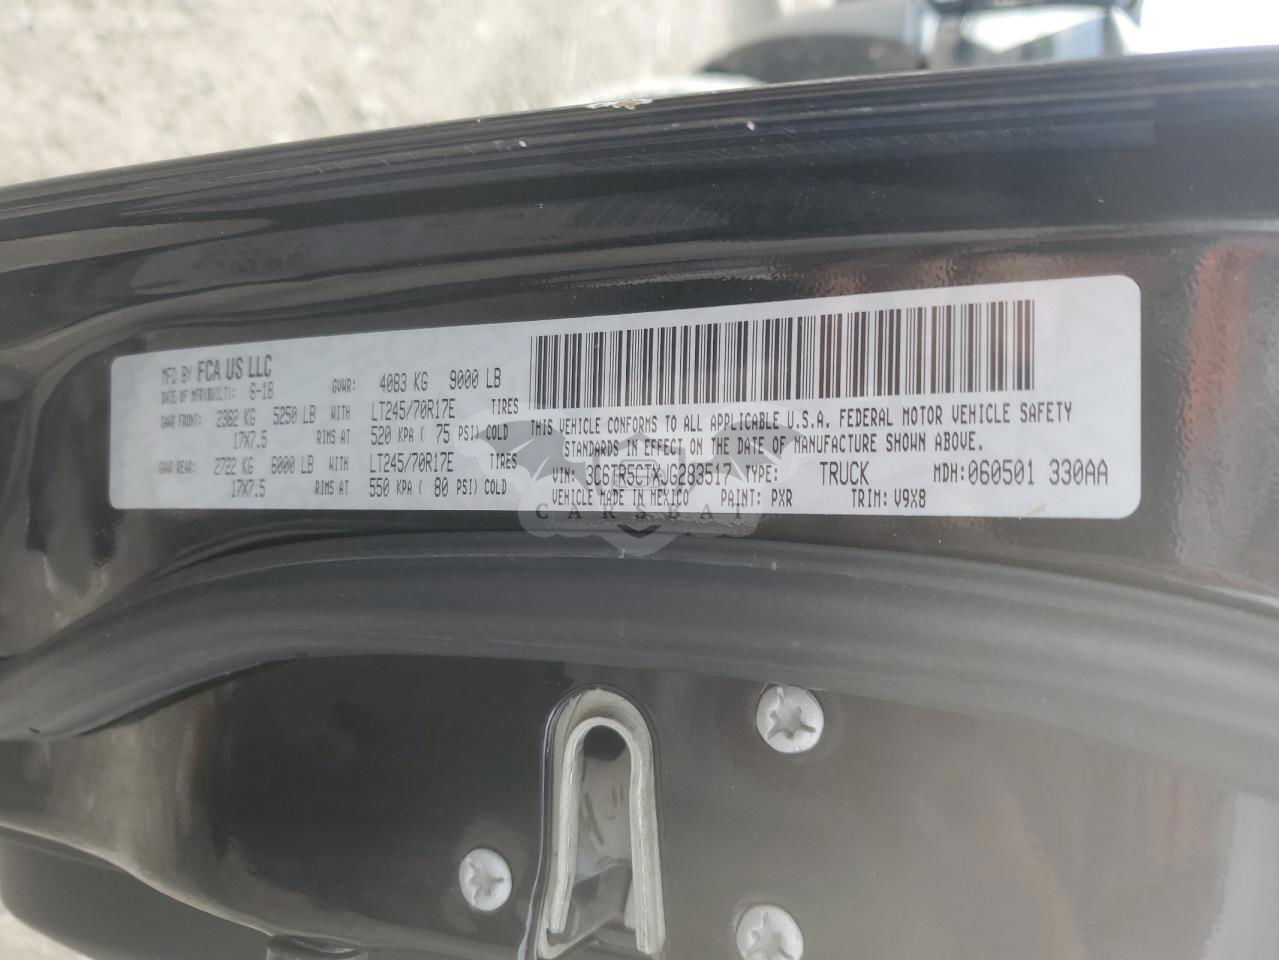 MFD BY FCA US LLC
DATE OF MFR(BUILT): 6-18 GVWR: 4083 KG 9000 LB
GAWR FRONT: 2382 KG 5250 LB WITH LT245/70R17E TIRES
17X7.5 RIMS AT 520 KPA ( 75 PSI) COLD
GAWR REAR: 2722 KG 6000 LB WITH LT245/70R17E TIRES
17X7.5 RIMS AT 550 KPA ( 80 PSI) COLD
THIS VEHICLE CONFORMS TO ALL APPLICABLE U.S.A. FEDERAL MOTOR VEHICLE SAFETY
STANDARDS IN EFFECT ON THE DATE OF MANUFACTURE SHOWN ABOVE.
VIN: 3C6TR5CTXJG283517 TYPE: TRUCK MDH: 060501 330AA
VEHICLE MADE IN MEXICO PAINT: PXR TRIM: V9X8
CARSBAT